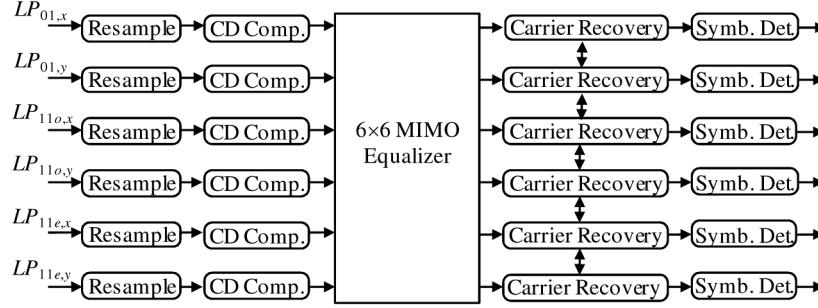 LP01,x
Resample CD Comp. Carrier Recovery Symb. Det.
LP01,y
Resample CD Comp. Carrier Recovery Symb. Det.
LP11o,x
Resample CD Comp. 6×6 MIMO Carrier Recovery Symb. Det.
Equalizer
LP11o,y
Resample CD Comp. Carrier Recovery Symb. Det.
LP11e,x
Resample CD Comp. Carrier Recovery Symb. Det.
LP11e,y
Resample CD Comp. Carrier Recovery Symb. Det.